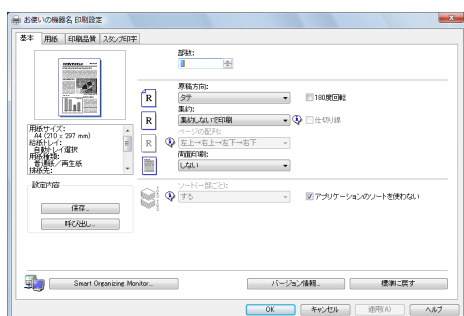 お使いの機器名 印刷設定
基本 用紙 印刷品質 スタンプ印字
部数:
1
原稿方向:
タテ
180度回転
集約:
集約しないで印刷
仕切り線
ページの配列:
左上→右上→左下→右下
両面印刷:
しない
用紙サイズ:
A4 (210 x 297 mm)
給紙トレイ:
自動トレイ選択
用紙種類:
普通紙/再生紙
排紙先:
設定内容
保存...
呼び出し...
ソート(一部ごと):
する
アプリケーションのソートを使わない
Smart Organizing Monitor...
バージョン情報...
標準に戻す
OK
キャンセル
適用(A)
ヘルプ